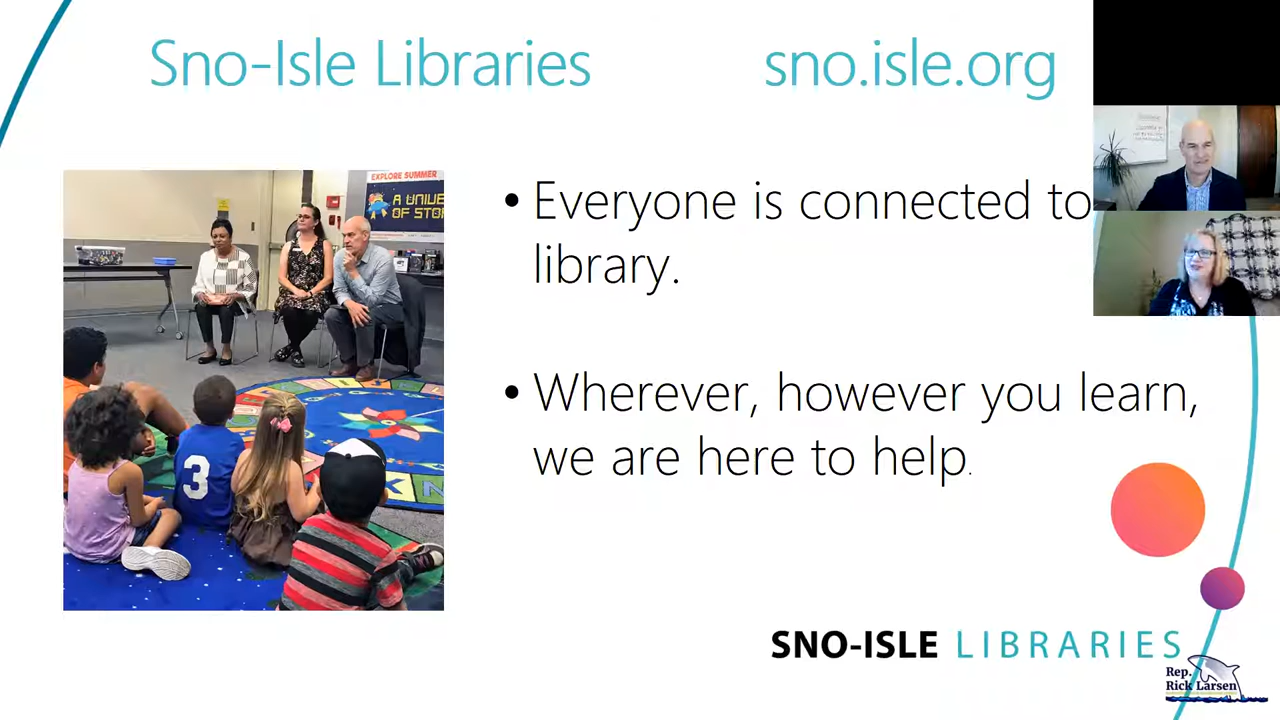 Sno-Isle Libraries sno.isle.org
• Everyone is connected to
library.
• Wherever, however you learn,
we are here to help.
EXPLORE SUMMER
A UNIVE
OF STO
3
SNO-ISLE LIBRARIES
Rep.
Rick Larsen